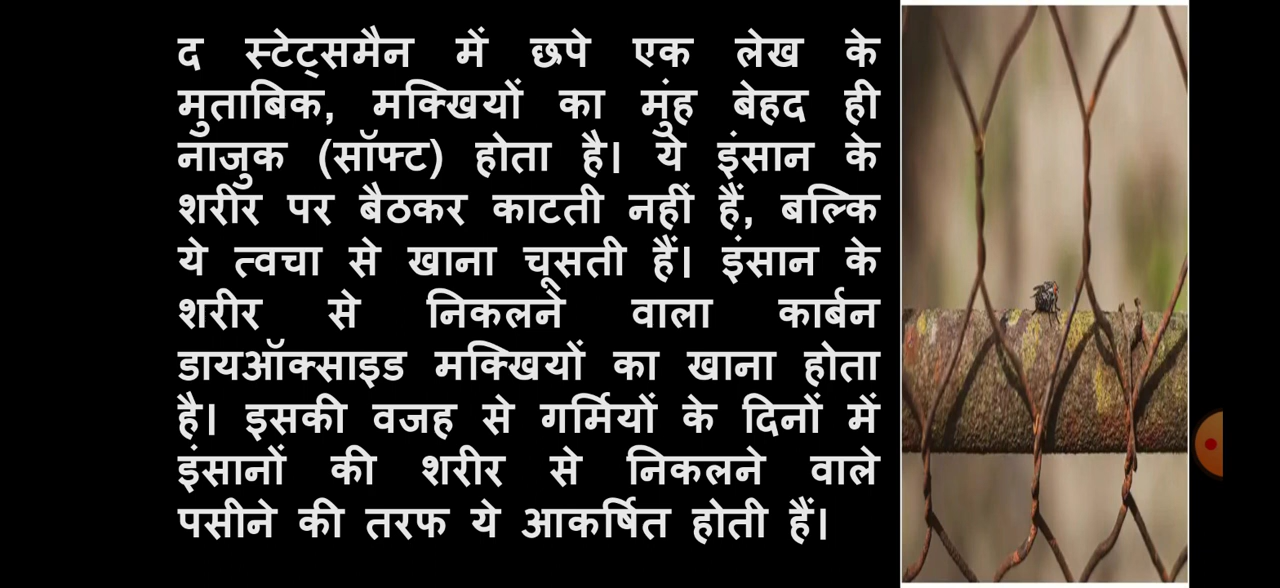 द स्टेट्समैन में छपे एक लेख के
मुताबिक, मक्खियों का मुंह बेहद ही
नाजुक (सॉफ्ट) होता है। ये इंसान के
शरीर पर बैठकर काटती नहीं हैं, बल्कि
ये त्वचा से खाना चूसती हैं। इंसान के
शरीर से निकलने वाला कार्बन
डायऑक्साइड मक्खियों का खाना होता
है। इसकी वजह से गर्मियों के दिनों में
इंसानों की शरीर से निकलने वाले
पसीने की तरफ ये आकर्षित होती हैं।